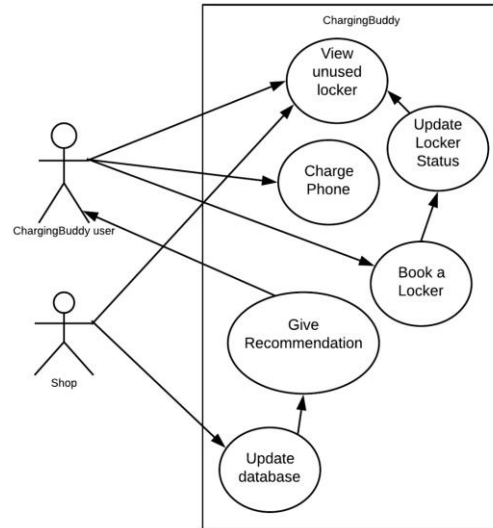 ChargingBuddy
View
unused
locker
Update
Locker
Status
Charge
Phone
ChargingBuddy user
Book a
Locker
Give
Recommendation
Shop
Update
database